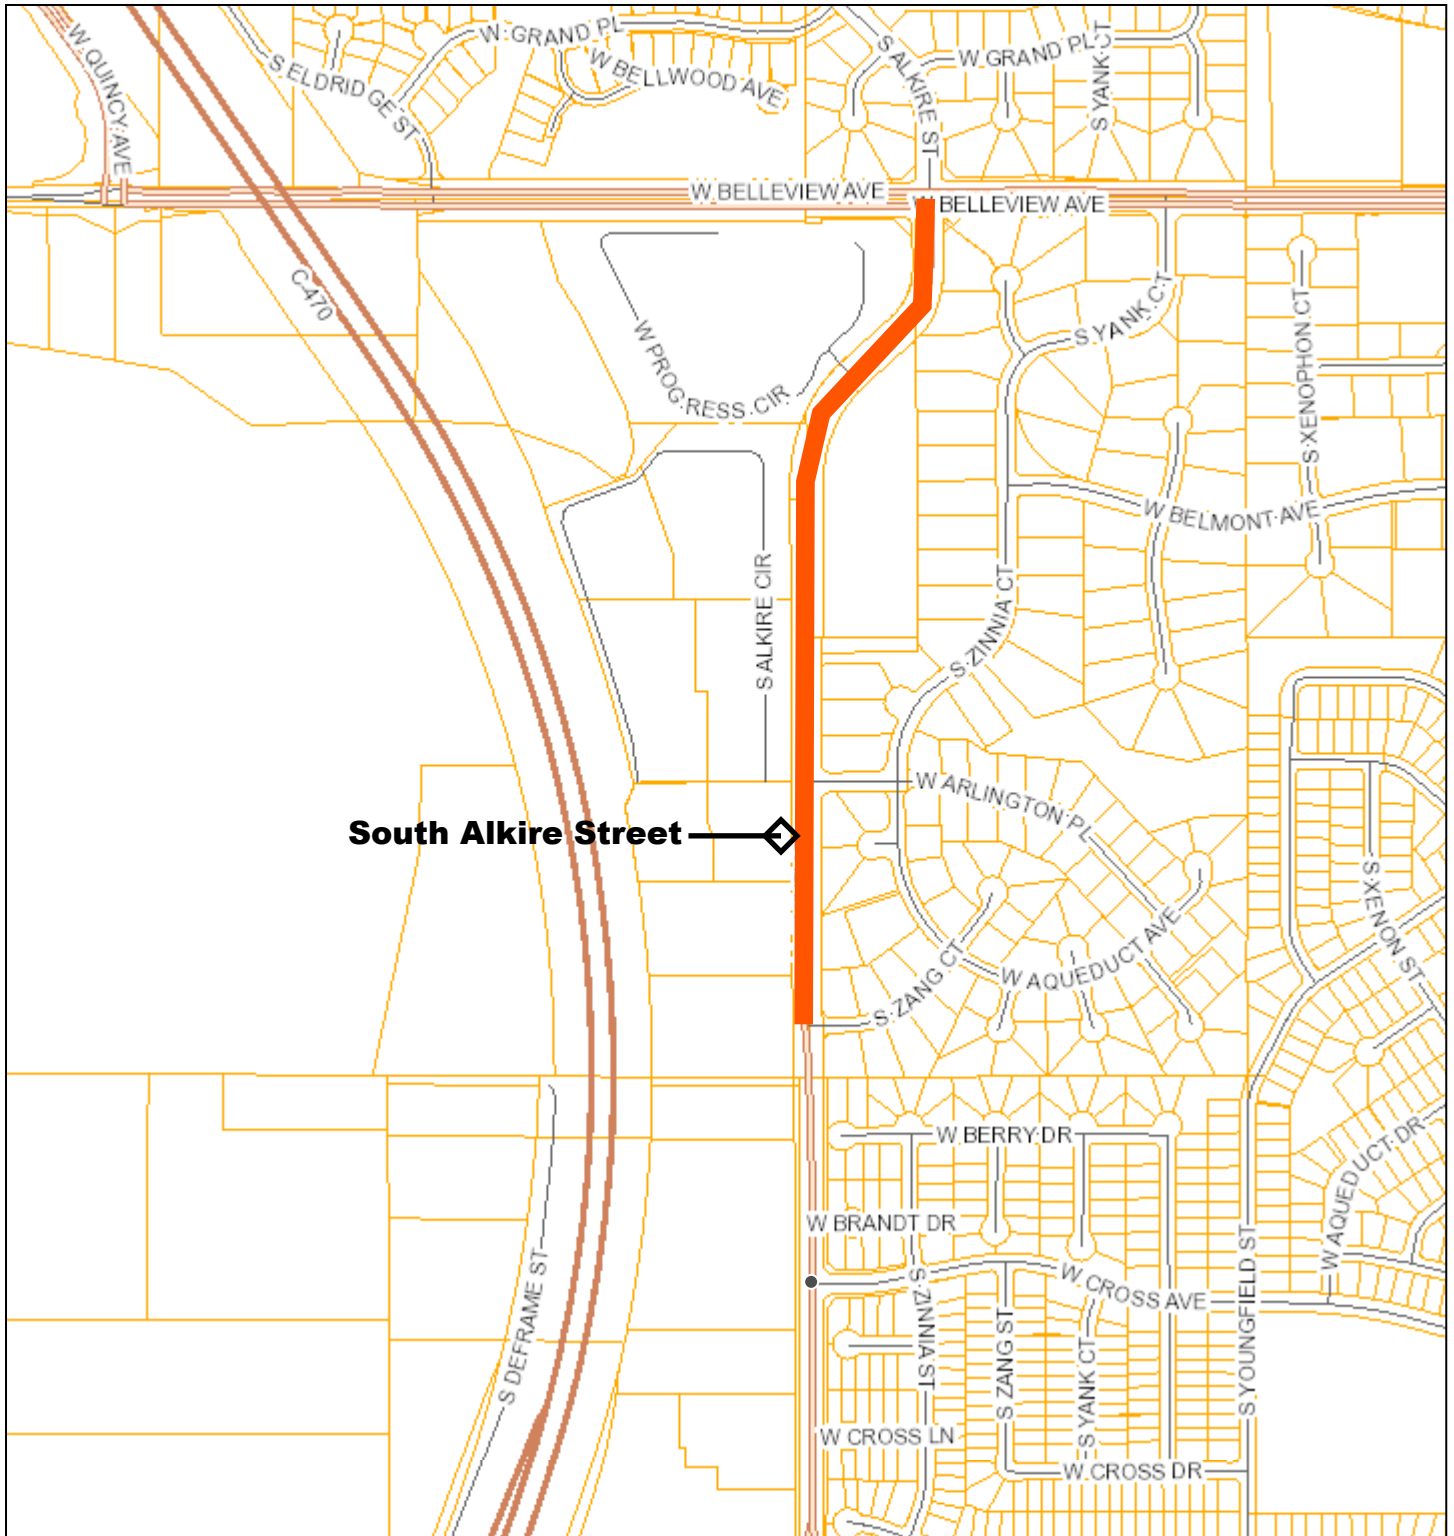 W GRAND PL
S ALKIRE ST
W GRAND PL
S YANK CT
W QUINCY AVE
S ELDRIDGE ST
W BELLWOOD AVE
W BELLEVIEW AVE
W BELLEVIEW AVE
C-470
S YANK CT
W PROGRESS CIR
S XENOPHON CT
W BELMONT AVE
S ALKIRE CIR
S ZINNIA CT
W ARLINGTON PL
South Alkire Street
S XENON ST
S ZANG CT
W AQUEDUCT AVE
W BERRY DR
W AQUEDUCT DR
W BRANDT DR
S ZINNIA ST
W CROSS AVE
S YOUNGFIELD ST
S DEFRAME ST
S ZANG ST
S YANK CT
W CROSS LN
W CROSS DR